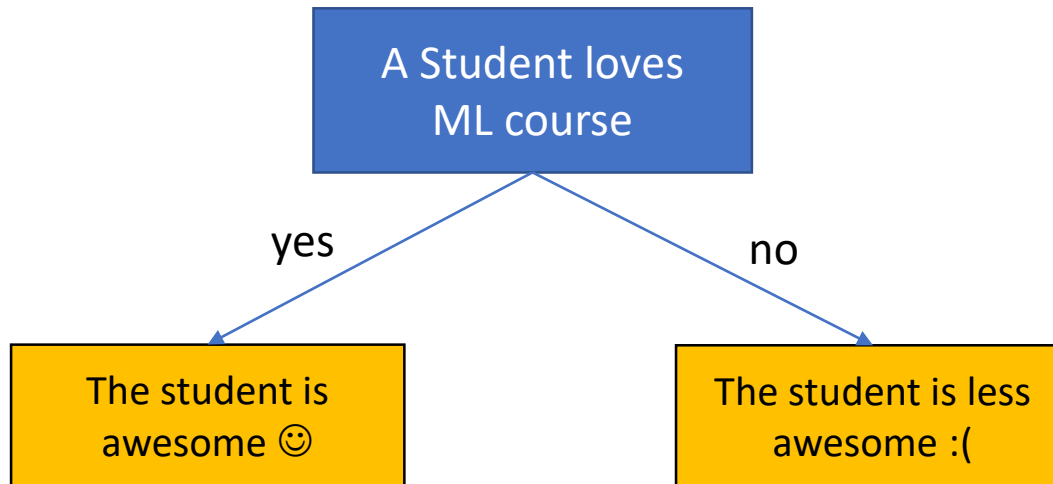 A Student loves
ML course
yes
no
The student is
awesome ☺
The student is less
awesome :(